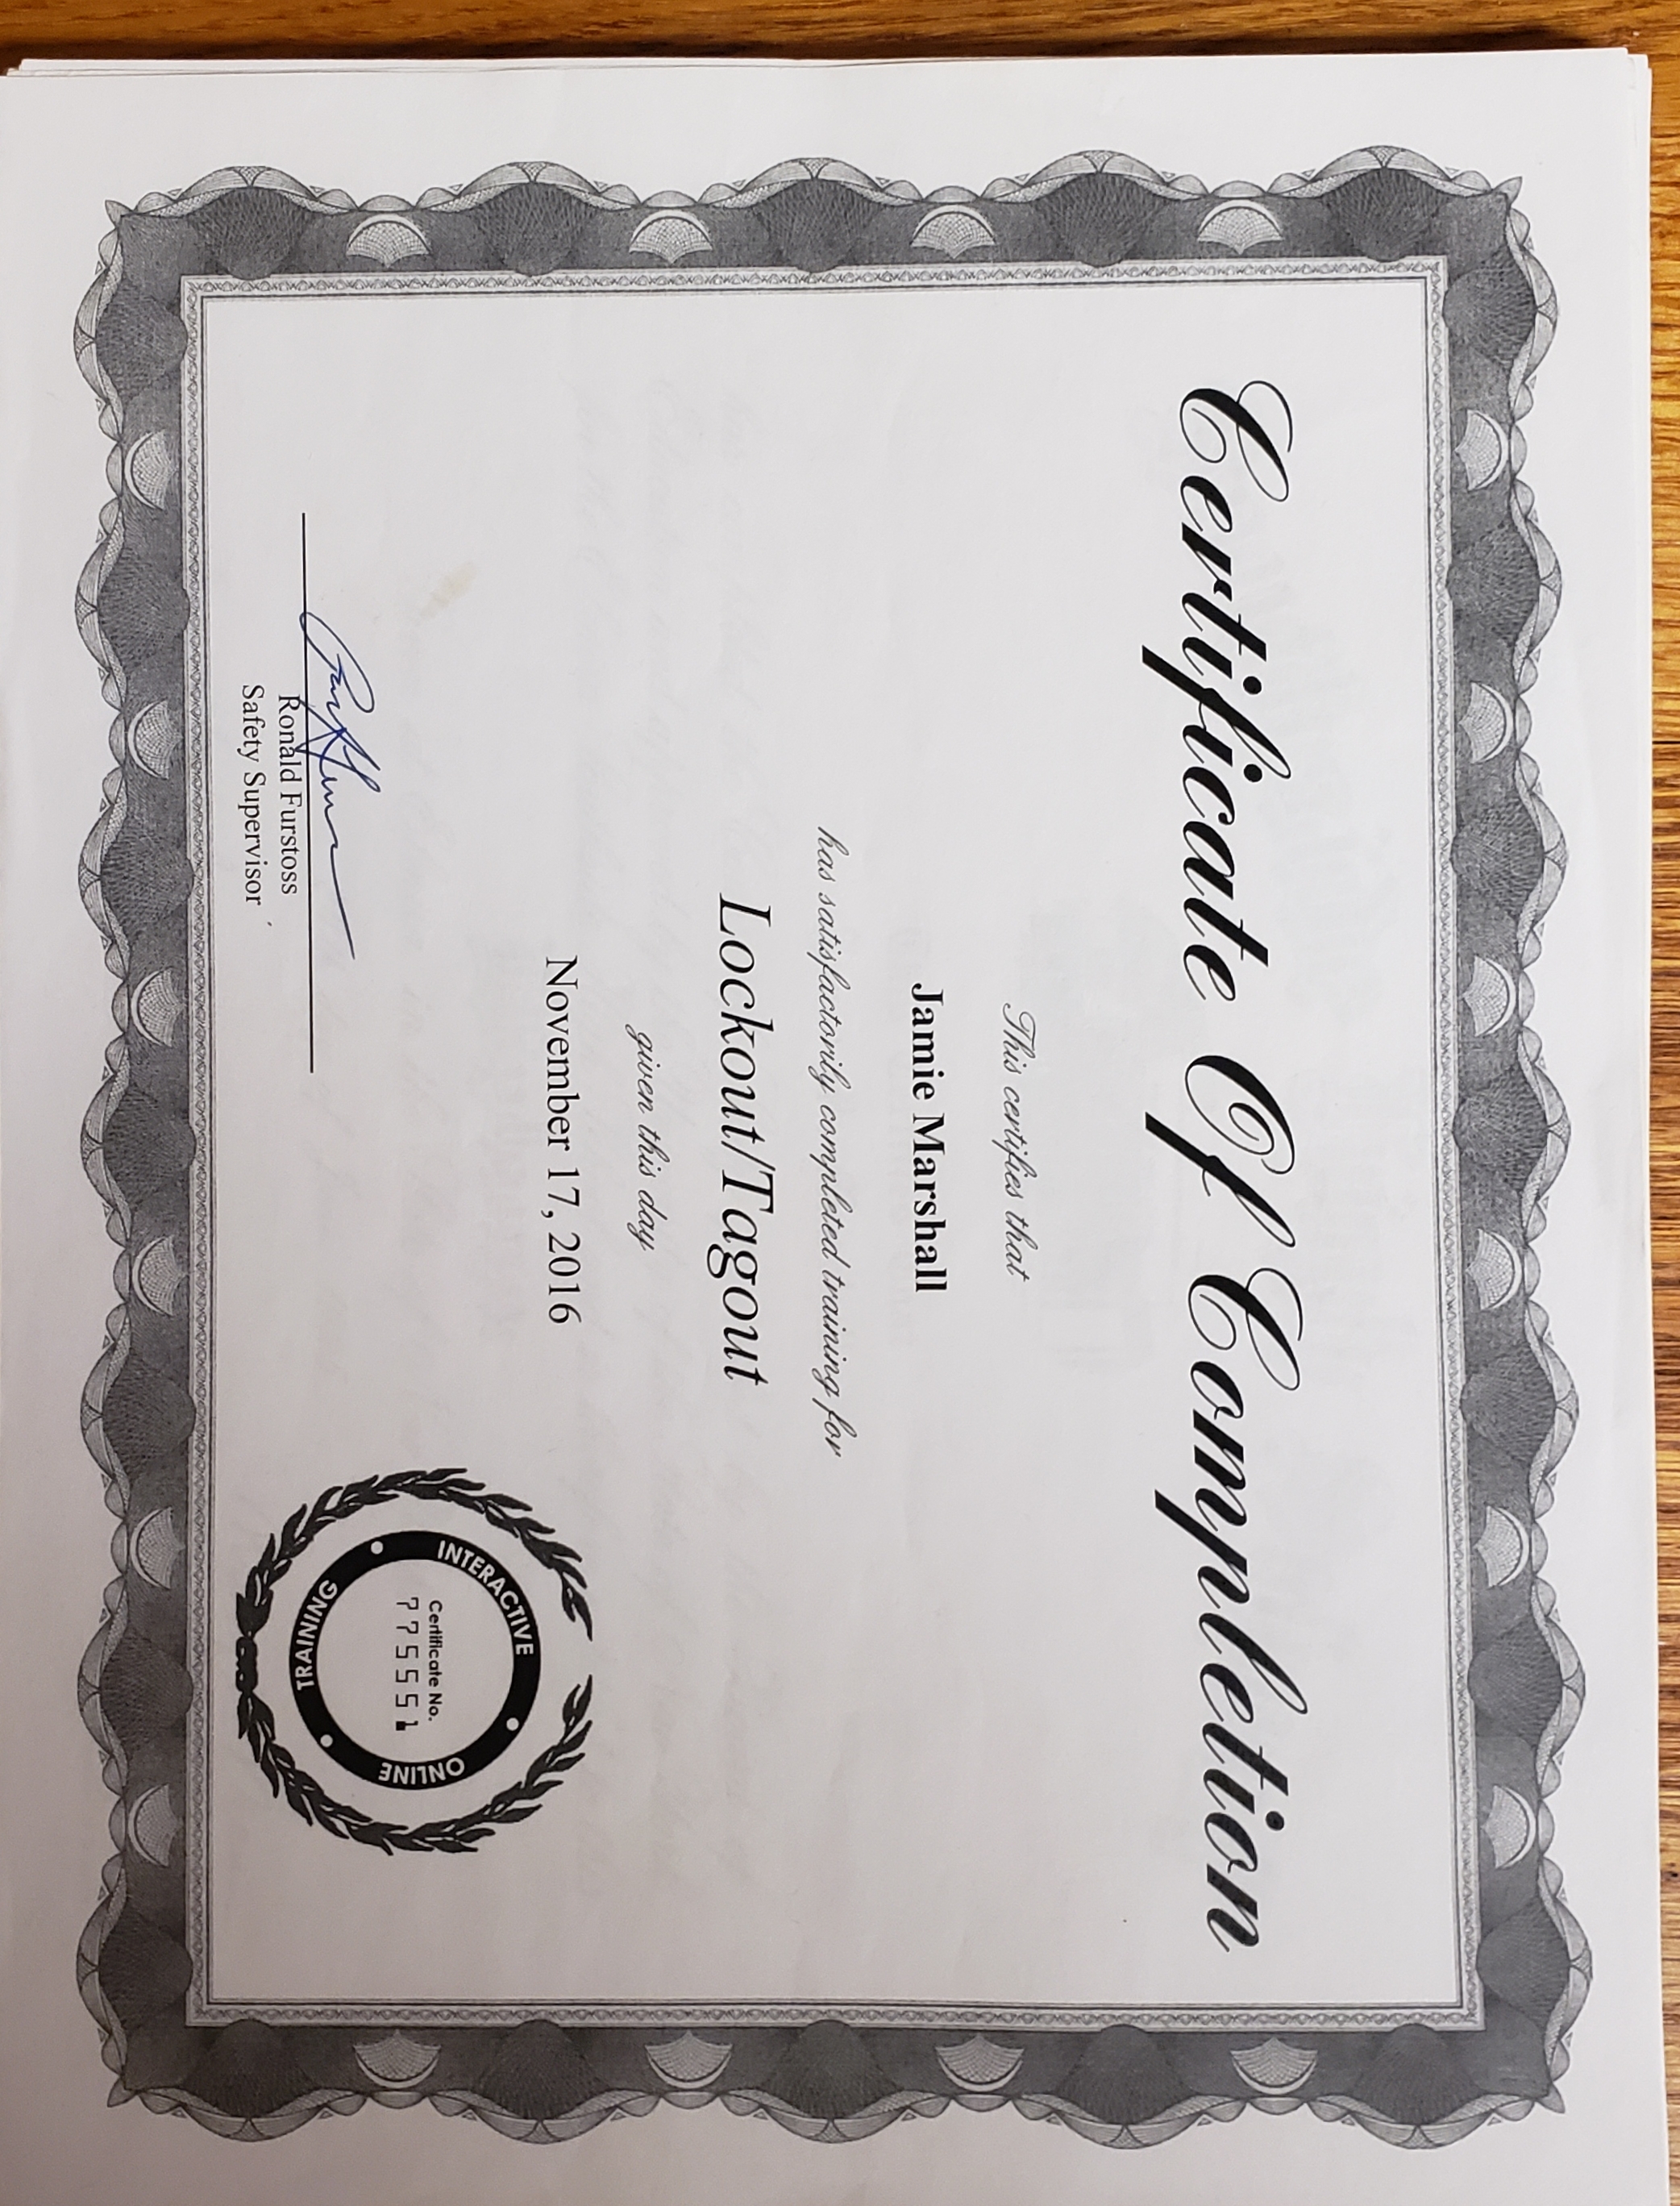 Certificate Of Completion
This certifies that
Jamie Marshall
has satisfactorily completed training for
Lockout/Tagout
given this day
November 17, 2016
INTERACTIVE ONLINE TRAINING
Certificate No.
775551
Ronald Furstoss
Safety Supervisor